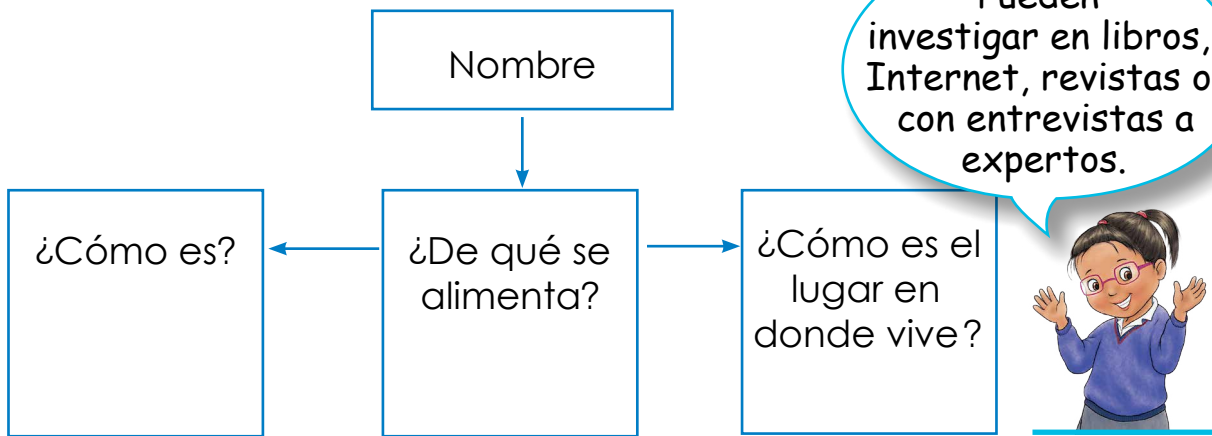 Pueden
investigar en libros,
Internet, revistas o
con entrevistas a
expertos.
Nombre
¿Cómo es?
¿De qué se
alimenta?
¿Cómo es el
lugar en
donde vive?